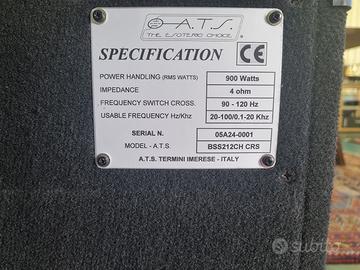 A.T.S.
THE ESOTERIC CHOICE
SPECIFICATION CE
POWER HANDLING (RMS WATTS) 900 Watts
IMPEDANCE 4 ohm
FREQUENCY SWITCH CROSS. 90 - 120 Hz
USABLE FREQUENCY Hz/Khz 20-100/0.1-20 Khz
SERIAL N. 05A24-0001
MODEL - A.T.S. BSS212CH CRS
A.T.S. TERMINI IMERESE - ITALY
subito